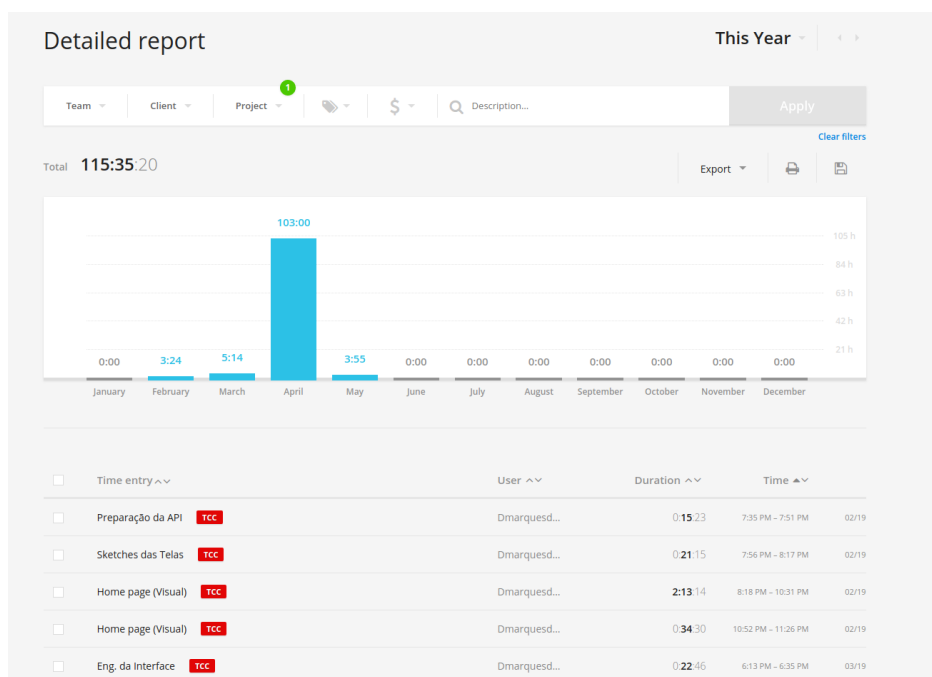 Detailed report
This Year
1
Team Client Project $ Description... Apply
Clear filters
Total 115:35:20
Export
103:00
105 h
84 h
63 h
42 h
21 h
0:00 3:24 5:14 3:55 0:00 0:00 0:00 0:00 0:00 0:00 0:00
January February March April May June July August September October November December
Time entry User Duration Time
Preparação da API TCC Dmarquesd... 0:15:23 7:35 PM – 7:51 PM 02/19
Sketches das Telas TCC Dmarquesd... 0:21:15 7:56 PM – 8:17 PM 02/19
Home page (Visual) TCC Dmarquesd... 2:13:14 8:18 PM – 10:31 PM 02/19
Home page (Visual) TCC Dmarquesd... 0:34:30 10:52 PM – 11:26 PM 02/19
Eng. da Interface TCC Dmarquesd... 0:22:46 6:13 PM – 6:35 PM 03/19